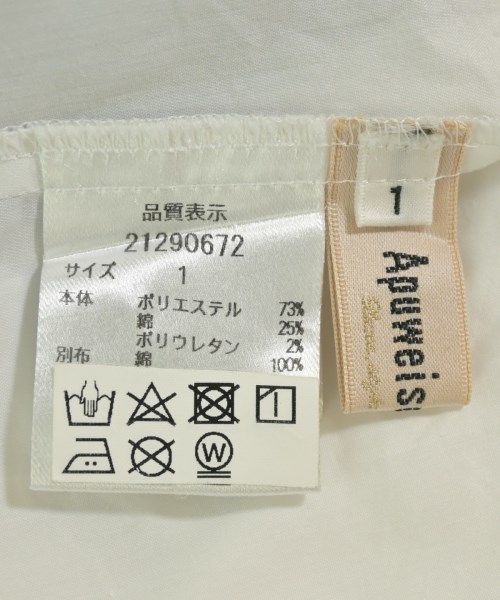 品質表示
21290672
サイズ 1
本体 ポリエステル 73%
綿 25%
ポリウレタン 2%
別布 綿 100%
W
1
Apuweis